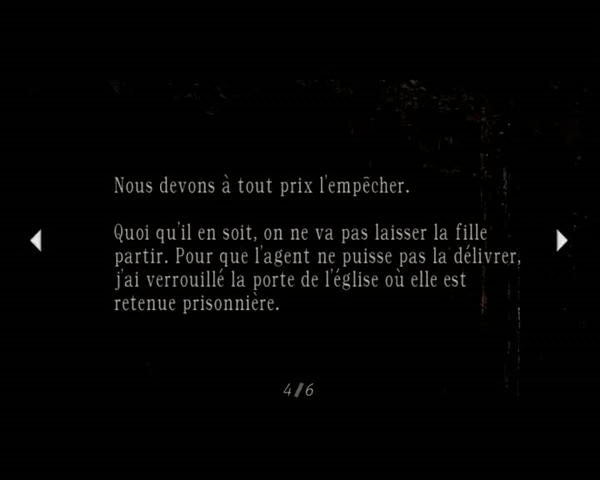 Nous devons à tout prix l'empêcher.
Quoi qu'il en soit, on ne va pas laisser la fille
partir. Pour que l'agent ne puisse pas la délivrer,
j'ai verrouillé la porte de l'église où elle est
retenue prisonnière.
4/6